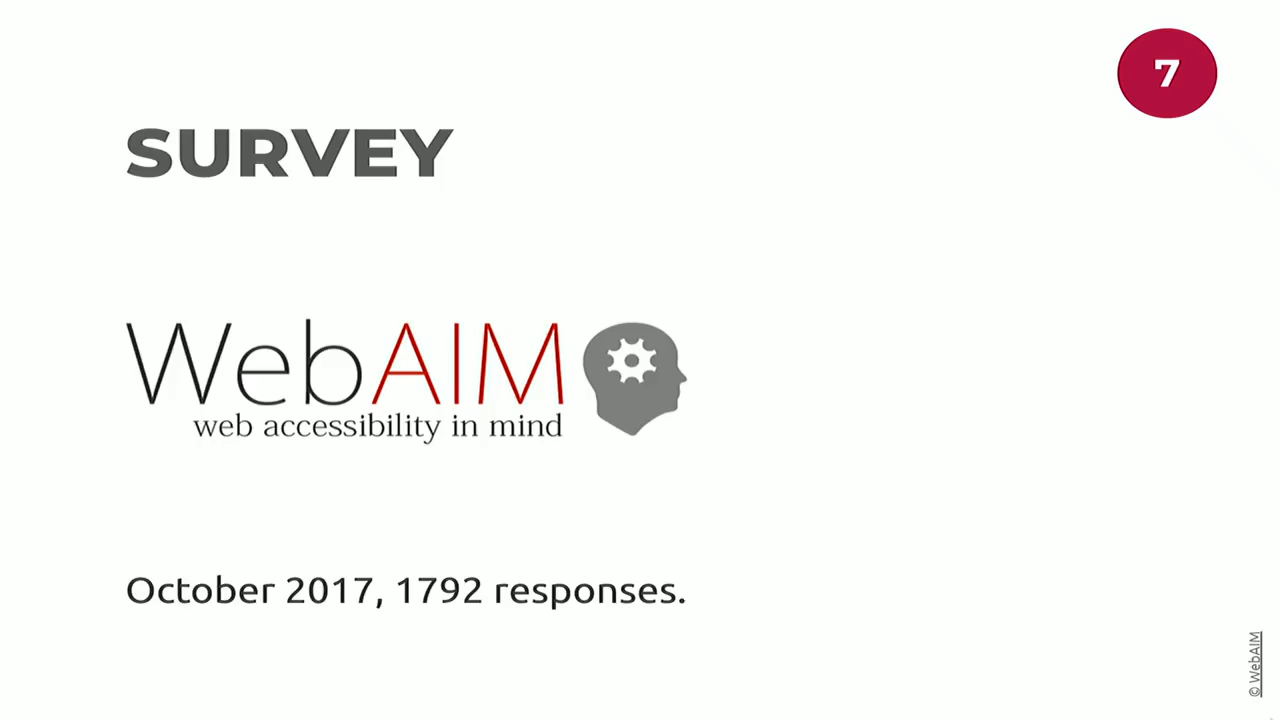 7
SURVEY
WebAIM
web accessibility in mind
October 2017, 1792 responses.
© WebAIM